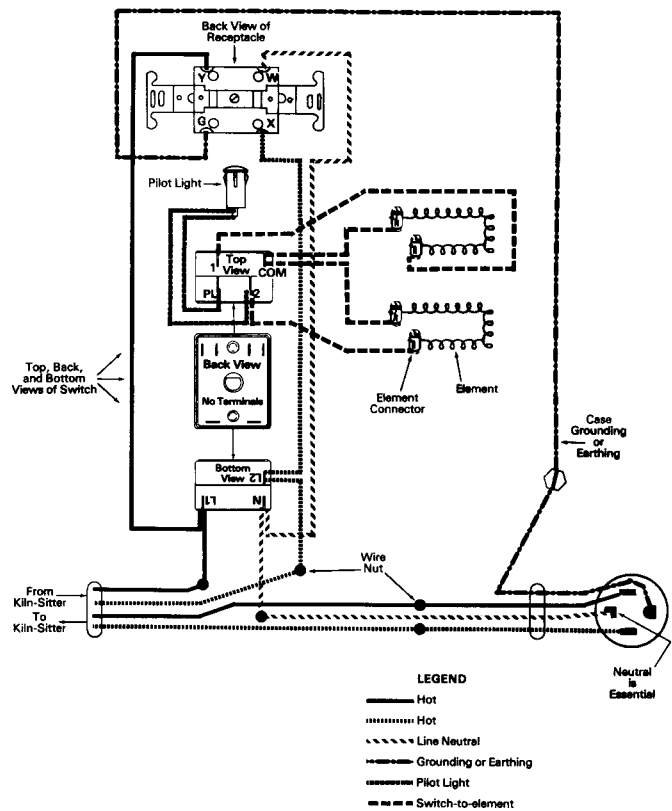 Back View of
Receptacle
Y
W
G
X
Pilot Light
1
Top
View
COM
PL
2
Back View
No Terminals
Top, Back,
and Bottom
Views of Switch
Element
Connector
Element
Case
Grounding
or
Earthing
Bottom
View
L2
L1
N
Wire
Nut
From
Kiln-Sitter
To
Kiln-Sitter
Neutral
is
Essential
LEGEND
Hot
Hot
Line Neutral
Grounding or Earthing
Pilot Light
Switch-to-element